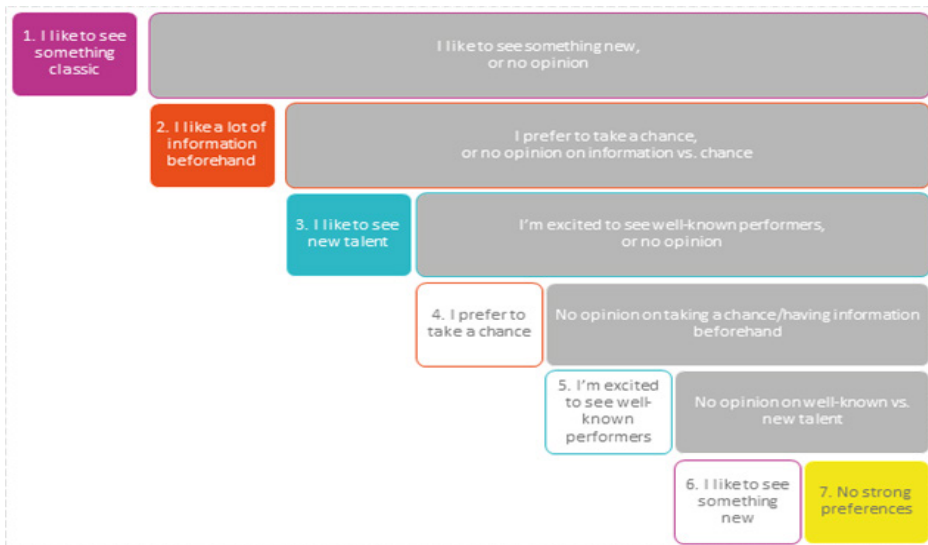 1. I like to see
something
classic
I like to see something new,
or no opinion
2. I like a lot of
information
beforehand
I prefer to take a chance,
or no opinion on information vs. chance
3. I like to see
new talent
I'm excited to see well-known performers,
or no opinion
4. I prefer to
take a chance
No opinion on taking a chance/having information
beforehand
5. I'm excited
to see well-
known
performers
No opinion on well-known vs.
new talent
6. I like to see
something
new
7. No strong
preferences